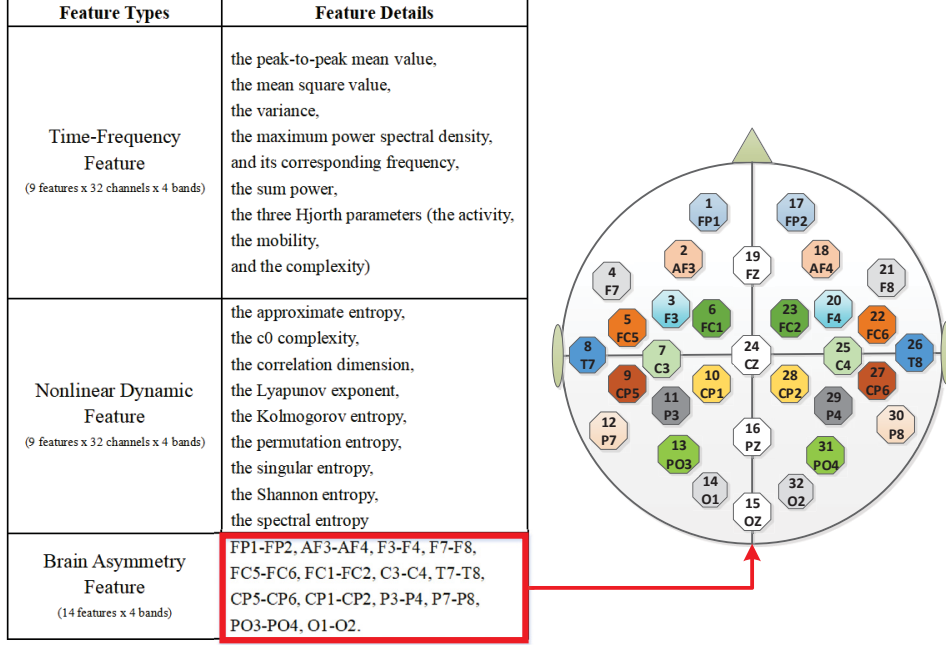 Feature Types
Feature Details
Time-Frequency
Feature
(9 features x 32 channels x 4 bands)
the peak-to-peak mean value,
the mean square value,
the variance,
the maximum power spectral density,
and its corresponding frequency,
the sum power,
the three Hjorth parameters (the activity,
the mobility,
and the complexity)
Nonlinear Dynamic
Feature
(9 features x 32 channels x 4 bands)
the approximate entropy,
the c0 complexity,
the correlation dimension,
the Lyapunov exponent,
the Kolmogorov entropy,
the permutation entropy,
the singular entropy,
the Shannon entropy,
the spectral entropy
Brain Asymmetry
Feature
(14 features x 4 bands)
FP1-FP2, AF3-AF4, F3-F4, F7-F8,
FC5-FC6, FC1-FC2, C3-C4, T7-T8,
CP5-CP6, CP1-CP2, P3-P4, P7-P8,
PO3-PO4, O1-O2.
1
FP1
17
FP2
2
AF3
18
AF4
19
FZ
4
F7
21
F8
3
F3
6
FC1
23
FC2
20
F4
5
FC5
22
FC6
8
T7
7
C3
24
CZ
25
C4
26
T8
9
CP5
10
CP1
28
CP2
27
CP6
11
P3
29
P4
12
P7
30
P8
16
PZ
13
PO3
31
PO4
14
O1
32
O2
15
OZ